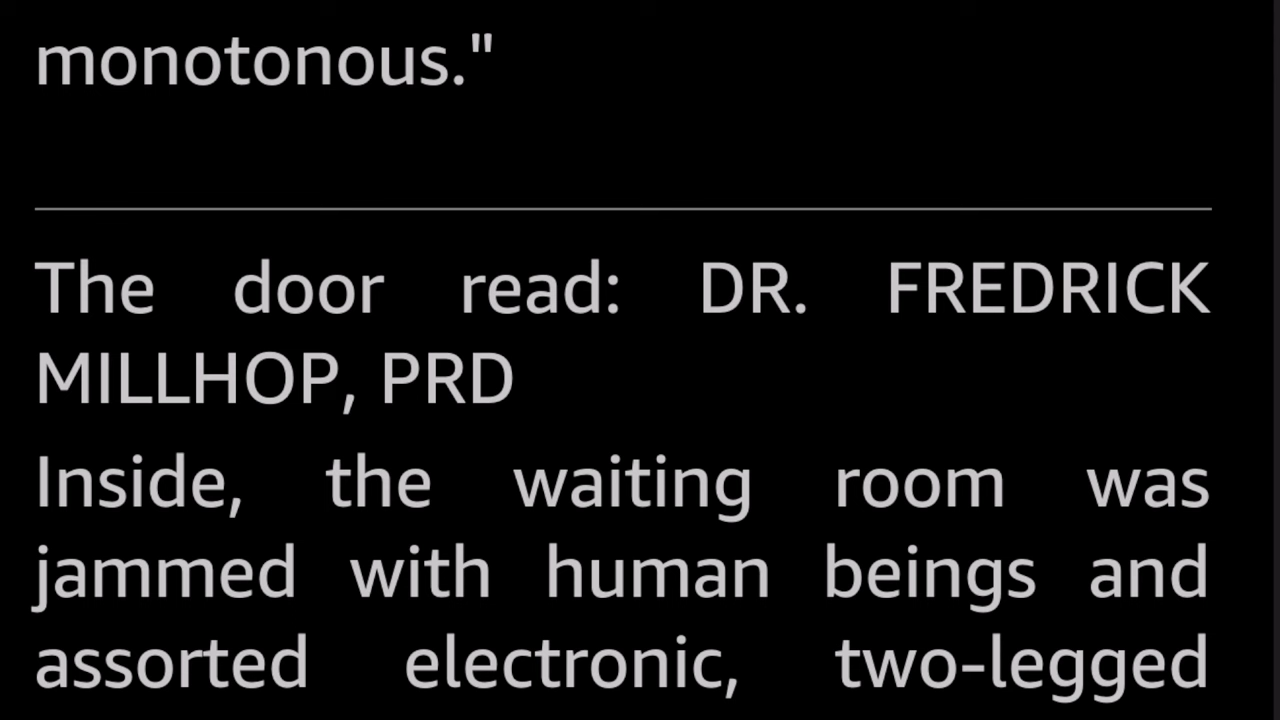 monotonous."
The door read: DR. FREDRICK
MILLHOP, PRD
Inside, the waiting room was
jammed with human beings and
assorted electronic, two-legged